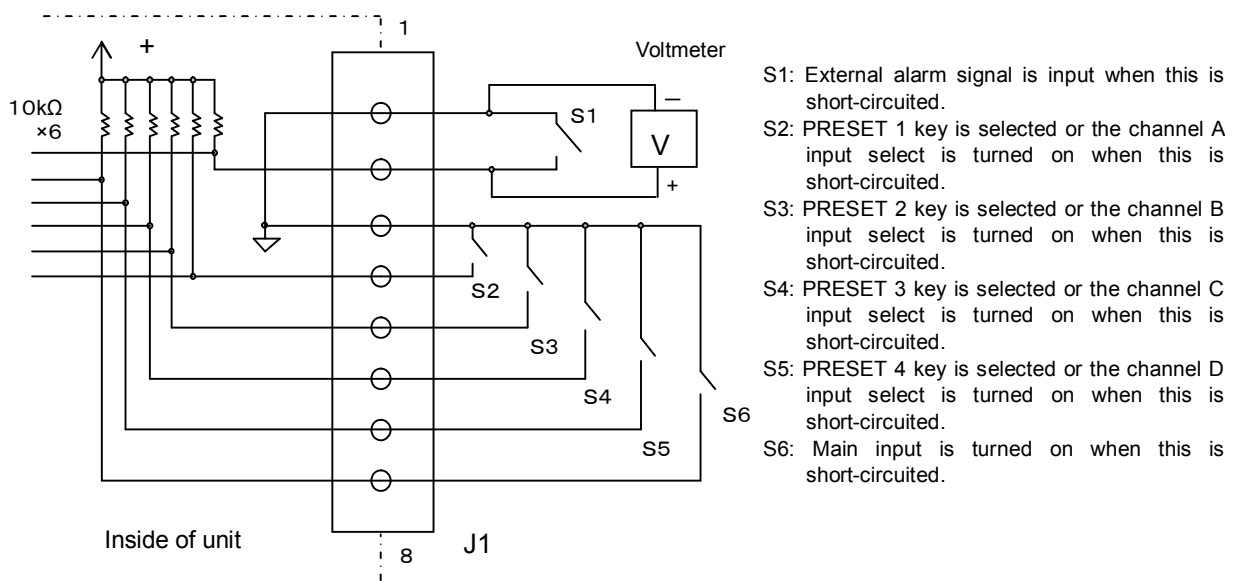 1
+
10kΩ
×6
Voltmeter
−
S1
V
+
S2
S3
S4
S5
S6
Inside of unit
J1
8
S1: External alarm signal is input when this is
short-circuited.
S2: PRESET 1 key is selected or the channel A
input select is turned on when this is
short-circuited.
S3: PRESET 2 key is selected or the channel B
input select is turned on when this is
short-circuited.
S4: PRESET 3 key is selected or the channel C
input select is turned on when this is
short-circuited.
S5: PRESET 4 key is selected or the channel D
input select is turned on when this is
short-circuited.
S6: Main input is turned on when this is
short-circuited.